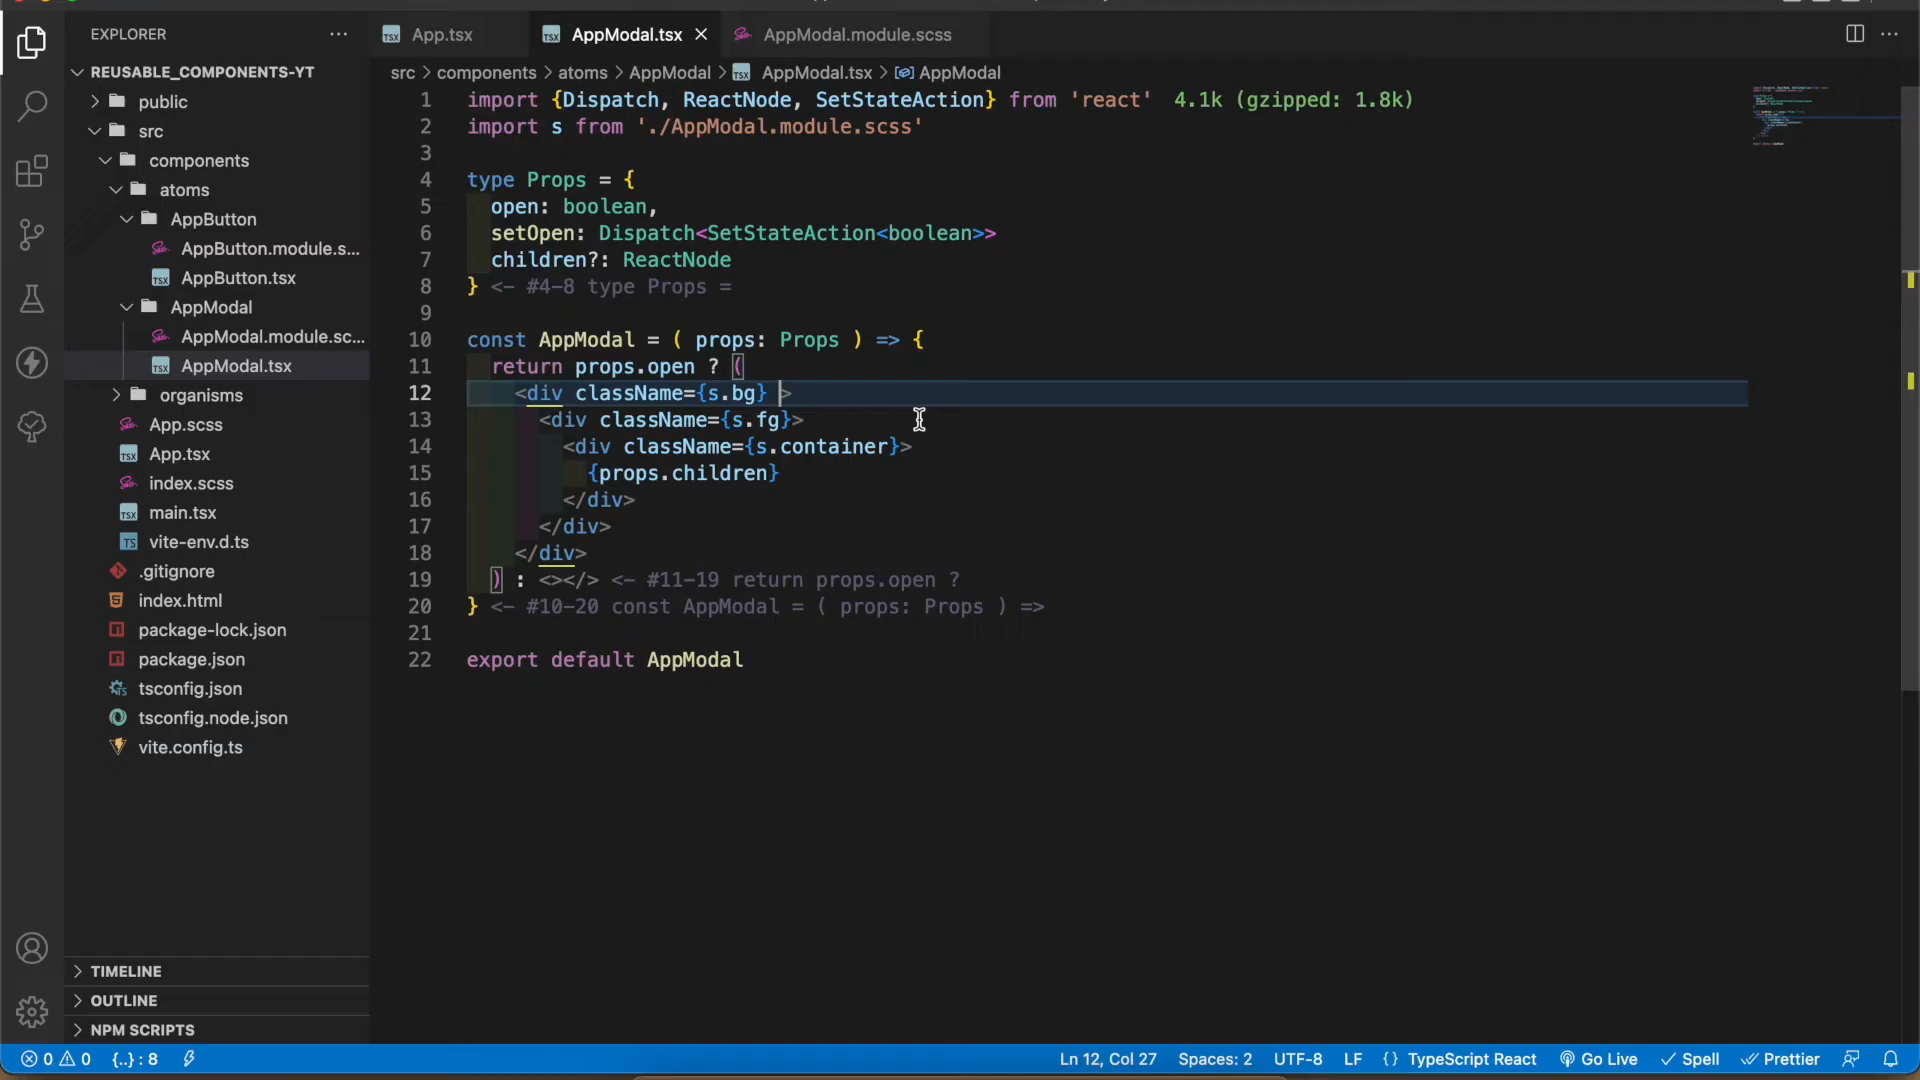 EXPLORER
REUSABLE_COMPONENTS-YT
public
src
components
atoms
AppButton
AppButton.module.s...
AppButton.tsx
AppModal
AppModal.module.sc...
AppModal.tsx
organisms
App.scss
App.tsx
index.scss
main.tsx
vite-env.d.ts
.gitignore
index.html
package-lock.json
package.json
tsconfig.json
tsconfig.node.json
vite.config.ts
TIMELINE
OUTLINE
NPM SCRIPTS
App.tsx AppModal.tsx AppModal.module.scss
src > components > atoms > AppModal > AppModal.tsx > AppModal
1 import {Dispatch, ReactNode, SetStateAction} from 'react' 4.1k (gzipped: 1.8k)
2 import s from './AppModal.module.scss'
3
4 type Props = {
5 open: boolean,
6 setOpen: Dispatch<SetStateAction<boolean>>
7 children?: ReactNode
8 } <- #4-8 type Props =
9
10 const AppModal = ( props: Props ) => {
11 return props.open ? (
12 <div className={s.bg} >
13 <div className={s.fg}>
14 <div className={s.container}>
15 {props.children}
16 </div>
17 </div>
18 </div>
19 ) : <></> <- #11-19 return props.open ?
20 } <- #10-20 const AppModal = ( props: Props ) =>
21
22 export default AppModal
0 0 {..} : 8 Ln 12, Col 27 Spaces: 2 UTF-8 LF {} TypeScript React Go Live Spell Prettier